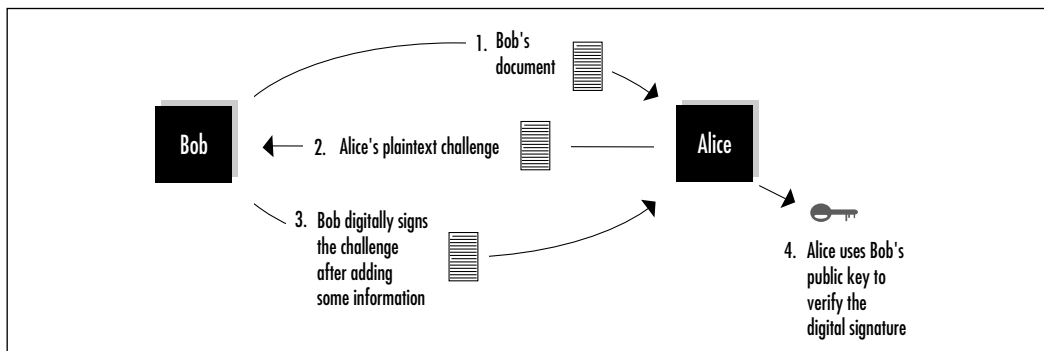 1. Bob's
document
Bob
2. Alice's plaintext challenge
Alice
3. Bob digitally signs
the challenge
after adding
some information
4. Alice uses Bob's
public key to
verify the
digital signature